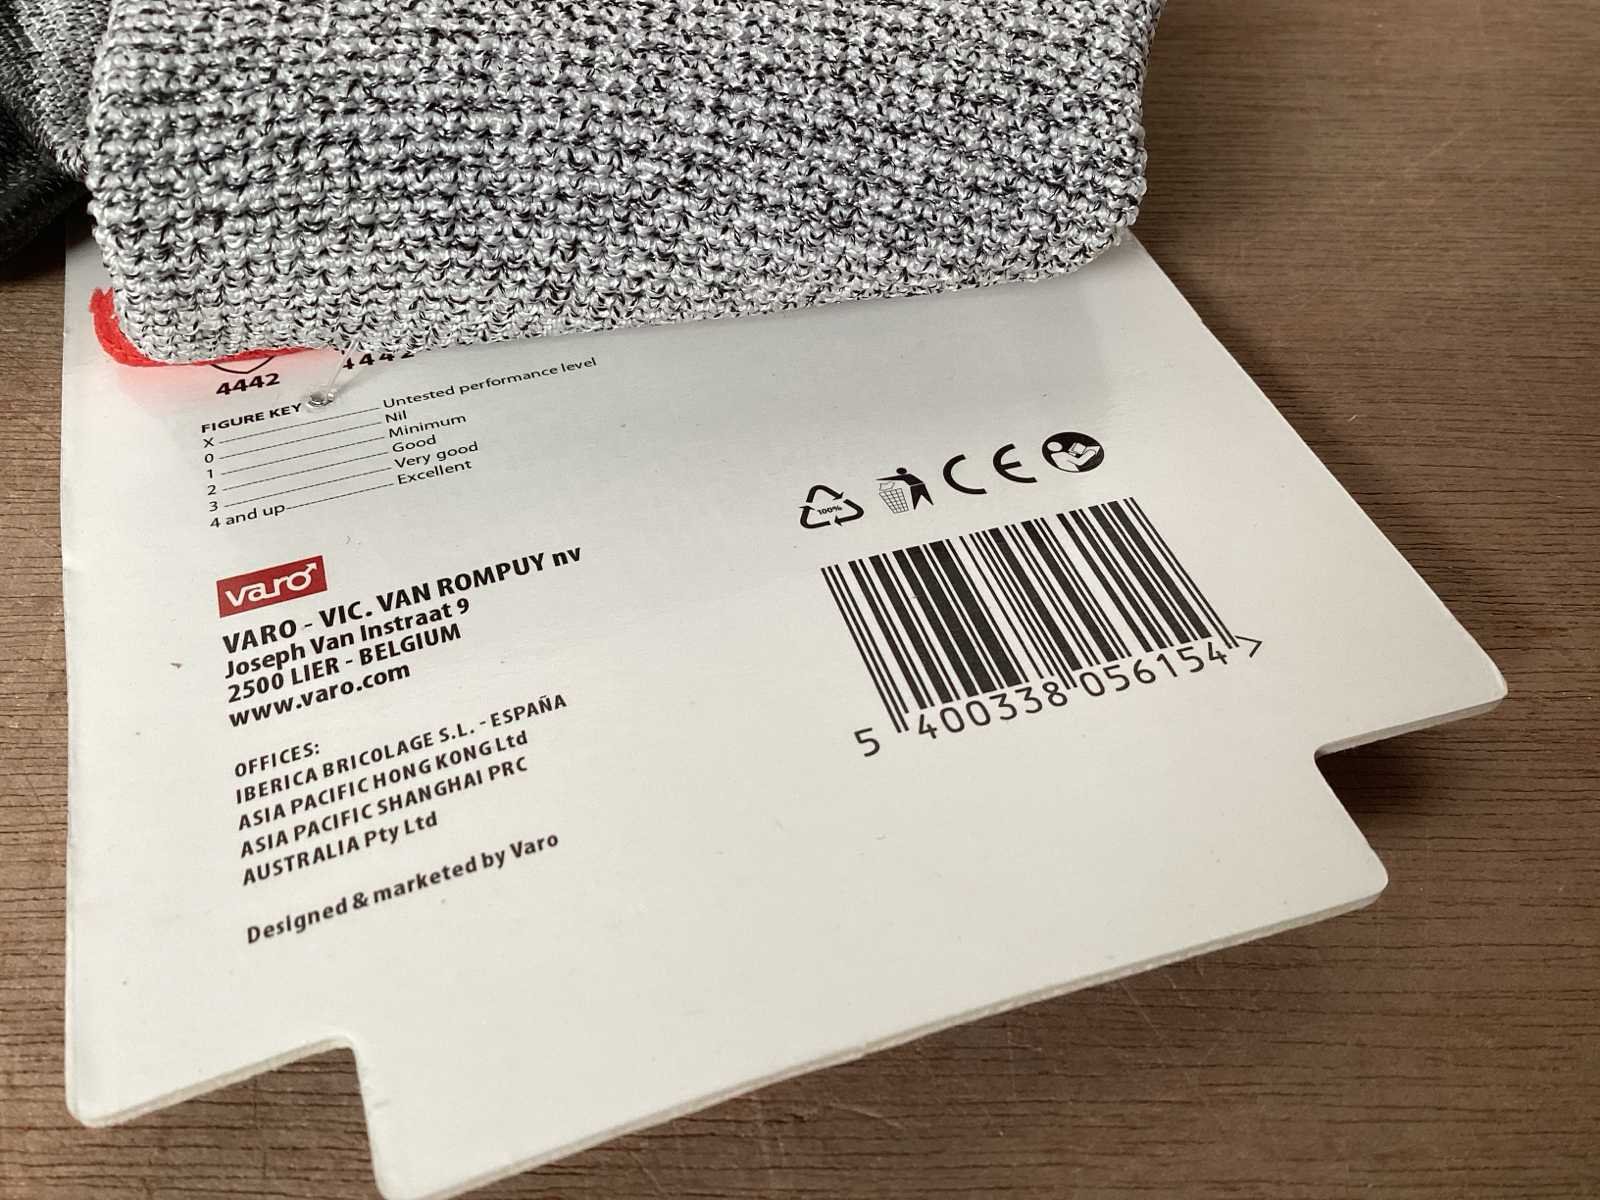 4442
4442
FIGURE KEY
X Untested performance level
0 Nil
1 Minimum
2 Good
3 Very good
4 and up Excellent
varo
VARO - VIC. VAN ROMPUY nv
Joseph Van Instraat 9
2500 LIER - BELGIUM
www.varo.com
OFFICES:
IBERICA BRICOLAGE S.L. - ESPAÑA
ASIA PACIFIC HONG KONG Ltd
ASIA PACIFIC SHANGHAI PRC
AUSTRALIA Pty Ltd
Designed & marketed by Varo
100%
CE
5 400338 056154 >